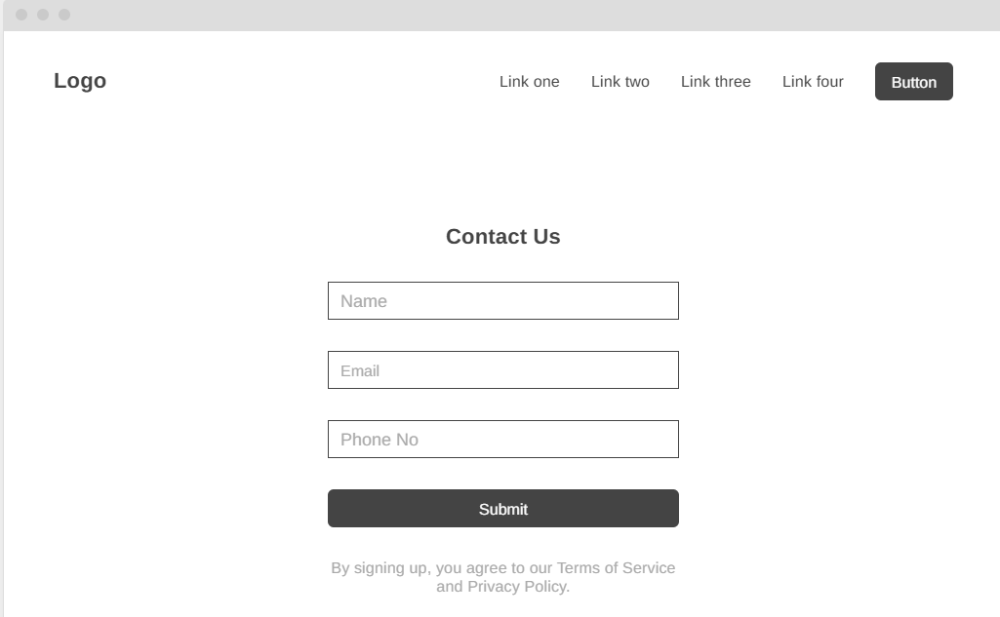 Logo
Link one
Link two
Link three
Link four
Button
Contact Us
Name
Email
Phone No
Submit
By signing up, you agree to our Terms of Service
and Privacy Policy.